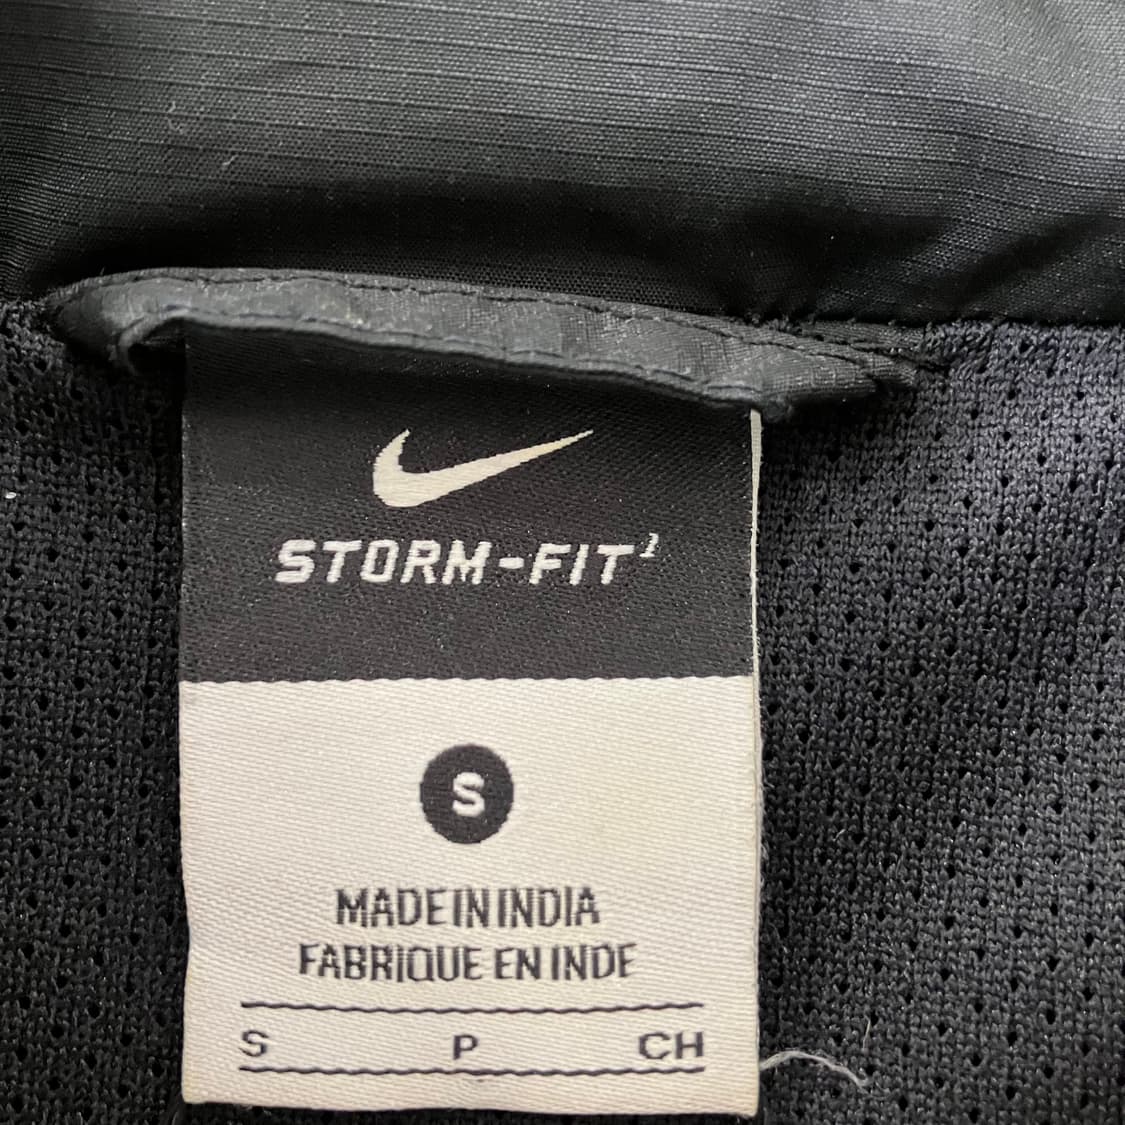 STORM-FIT¹
S
MADE IN INDIA
FABRIQUE EN INDE
S P CH